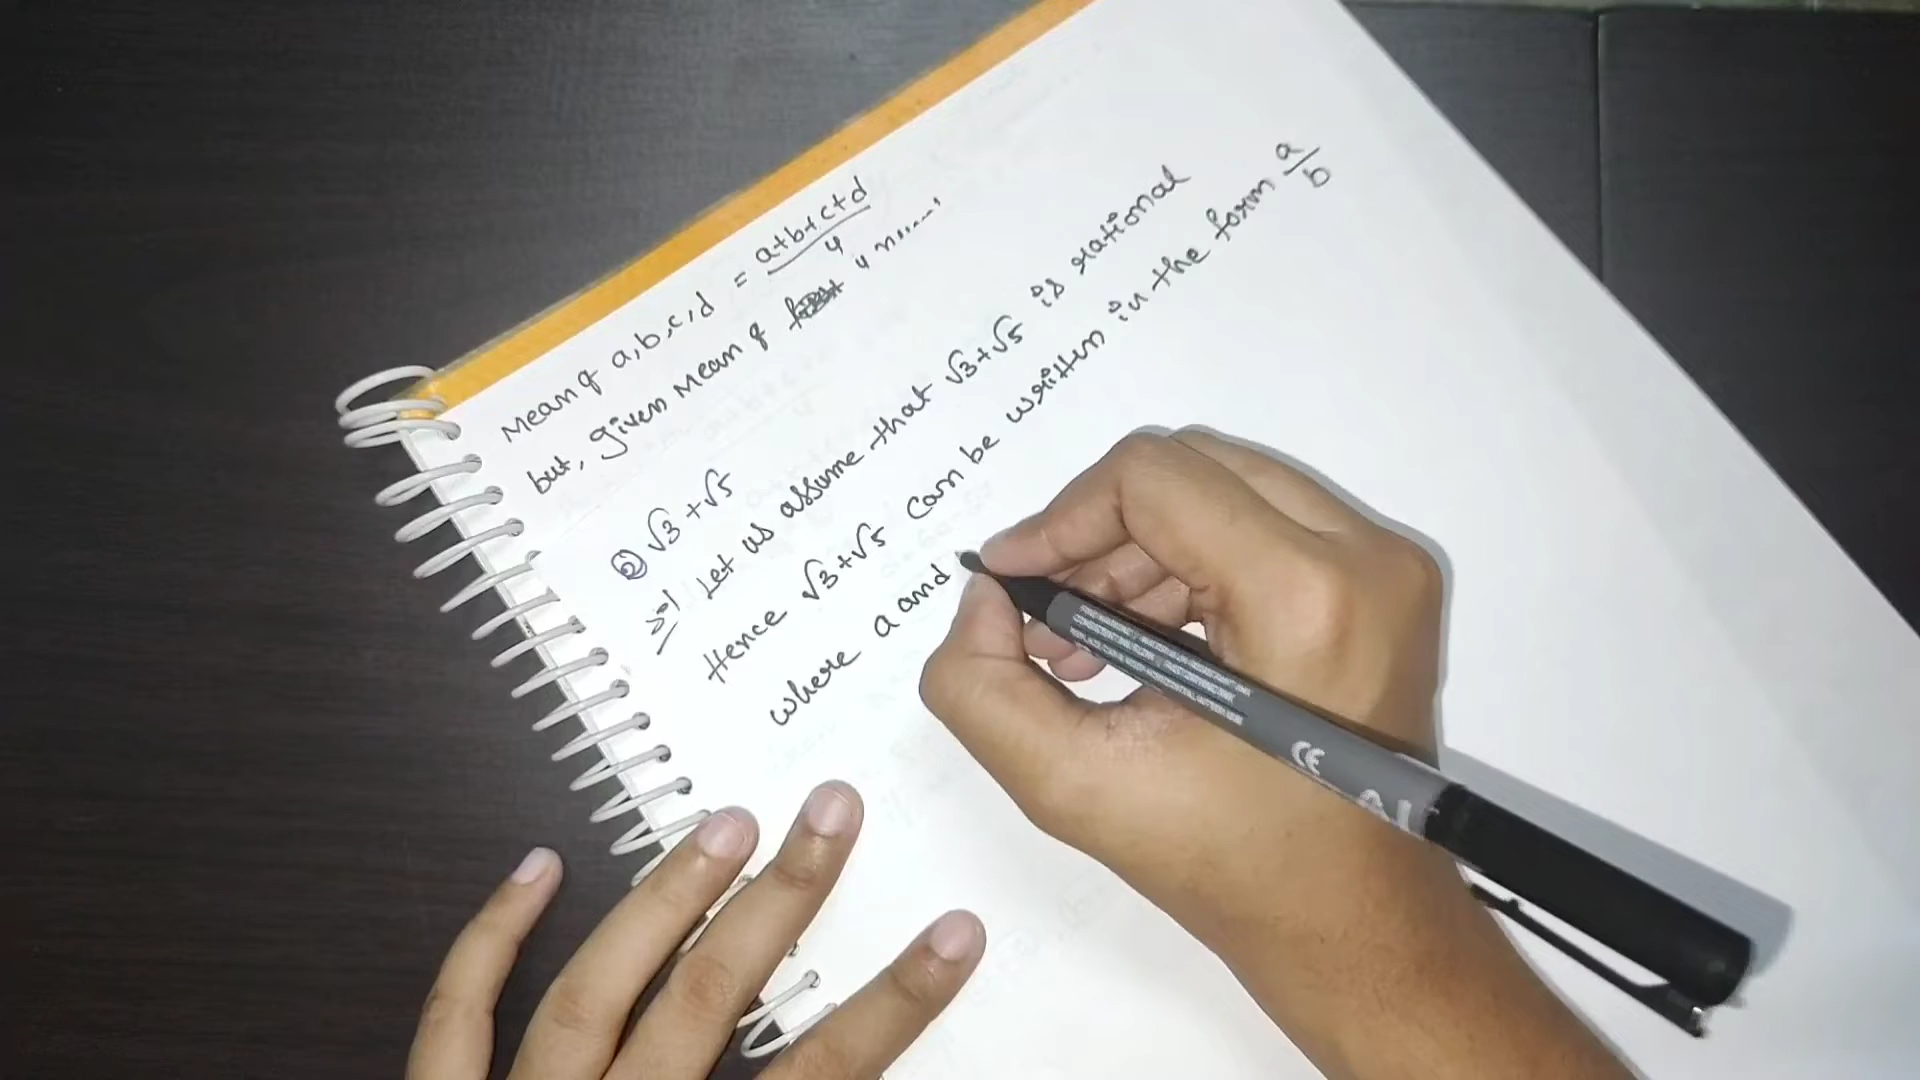 Mean of a,b,c,d = a+b+c+d/4
but, given Mean of 4 n.....,
② √3 + √5
Sol Let us assume that √3+√5 is rational
Hence √3+√5 can be written in the form a/b
where a and
CE